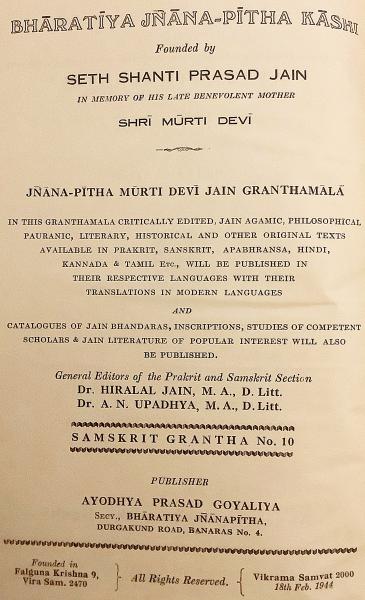 BHĀRATĪYA JÑĀNA-PĪTHA KĀSHI
Founded by
SETH SHANTI PRASAD JAIN
IN MEMORY OF HIS LATE BENEVOLENT MOTHER
SHRĪ MŪRTI DEVĪ
JÑĀNA-PĪTHA MŪRTI DEVĪ JAIN GRANTHAMĀLĀ
IN THIS GRANTHAMALA CRITICALLY EDITED, JAIN AGAMIC, PHILOSOPHICAL
PAURANIC, LITERARY, HISTORICAL AND OTHER ORIGINAL TEXTS
AVAILABLE IN PRAKRIT, SANSKRIT, APABHRANSA, HINDI,
KANNADA & TAMIL Etc., WILL BE PUBLISHED IN
THEIR RESPECTIVE LANGUAGES WITH THEIR
TRANSLATIONS IN MODERN LANGUAGES
AND
CATALOGUES OF JAIN BHANDARAS, INSCRIPTIONS, STUDIES OF COMPETENT
SCHOLARS & JAIN LITERATURE OF POPULAR INTEREST WILL ALSO
BE PUBLISHED.
General Editors of the Prakrit and Samskrit Section
Dr. HIRALAL JAIN, M. A., D. Litt.
Dr. A. N. UPADHYA, M. A., D. Litt.
SAMSKRIT GRANTHA No. 10
PUBLISHER
AYODHYA PRASAD GOYALIYA
Secy., BHĀRATĪYA JÑĀNAPĪTHA,
DURGAKUND ROAD, BANARAS No. 4.
Founded in
Falguna Krishna 9,
Vira Sam. 2470
All Rights Reserved.
Vikrama Samvat 2000
18th Feb. 1944